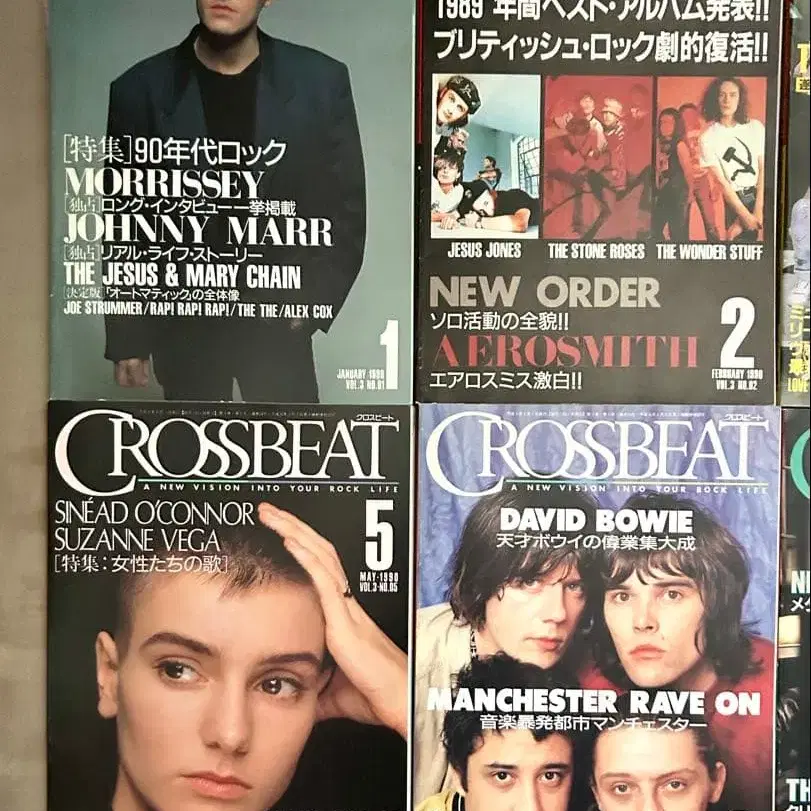 [特集]90年代ロック
MORRISSEY
[独占]ロング・インタビュー一挙掲載
JOHNNY MARR
[独占]リアル・ライフ・ストーリー
THE JESUS & MARY CHAIN
[決定版]「オートマティック」の全体像
JOE STRUMMER/RAP! RAP! RAP!/THE THE/ALEX COX
JANUARY・1990
VOL.3 NO.01
1
1989年間ベスト・アルバム発表!!
ブリティッシュ・ロック劇的復活!!
JESUS JONES
THE STONE ROSES
THE WONDER STUFF
NEW ORDER
ソロ活動の全貌!!
AEROSMITH
エアロスミス激白!!
2
FEBRUARY 1990
VOL.3 NO.02
クロスビート
CROSSBEAT
A NEW VISION INTO YOUR ROCK LIFE
SINÉAD O'CONNOR
SUZANNE VEGA
[特集:女性たちの歌]
5
MAY・1990
VOL.3・NO.05
クロスビート
CROSSBEAT
A NEW VISION INTO YOUR ROCK LIFE
DAVID BOWIE
天才ボウイの偉業集大成
MANCHESTER RAVE ON
音楽暴発都市マンチェスター
LOVE